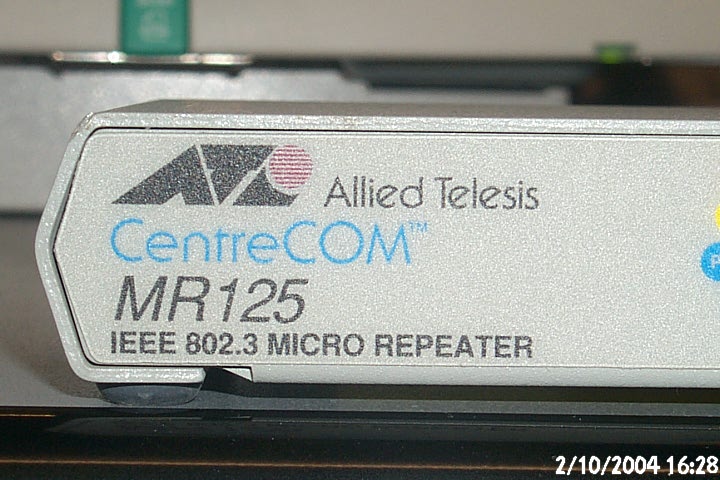 Allied Telesis
CentreCOM™
MR125
IEEE 802.3 MICRO REPEATER
2/10/2004 16:28